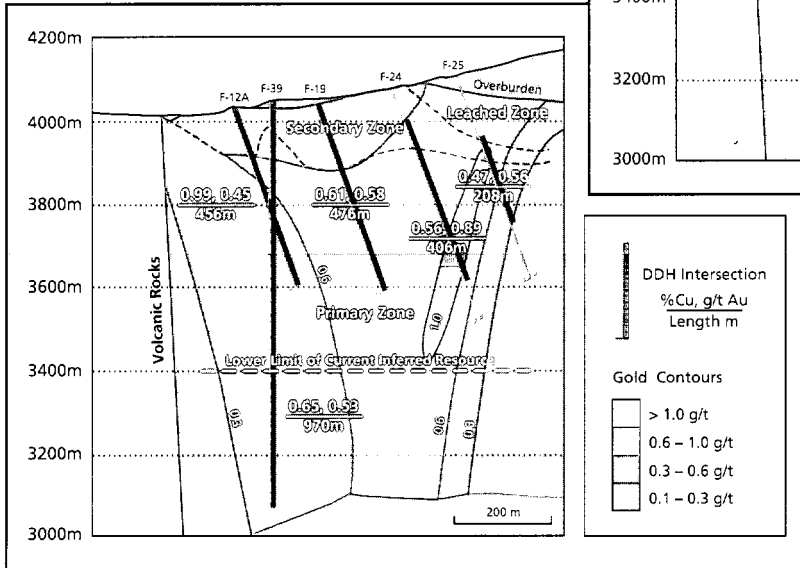 4200m
4000m
3800m
3600m
3400m
3200m
3000m
F-12A
F-39
F-19
F-24
F-25
Overburden
Leached Zone
Secondary Zone
0.99, 0.45
456m
0.61, 0.58
476m
0.56, 0.89
406m
0.47, 0.56
208m
Volcanic Rocks
0.6
1.0
Primary Zone
Lower Limit of Current Inferred Resource
0.65, 0.53
970m
0.3
0.6
0.3
200 m
3400m
3200m
3000m
DDH Intersection
%Cu, g/t Au
Length m
Gold Contours
> 1.0 g/t
0.6 – 1.0 g/t
0.3 – 0.6 g/t
0.1 – 0.3 g/t